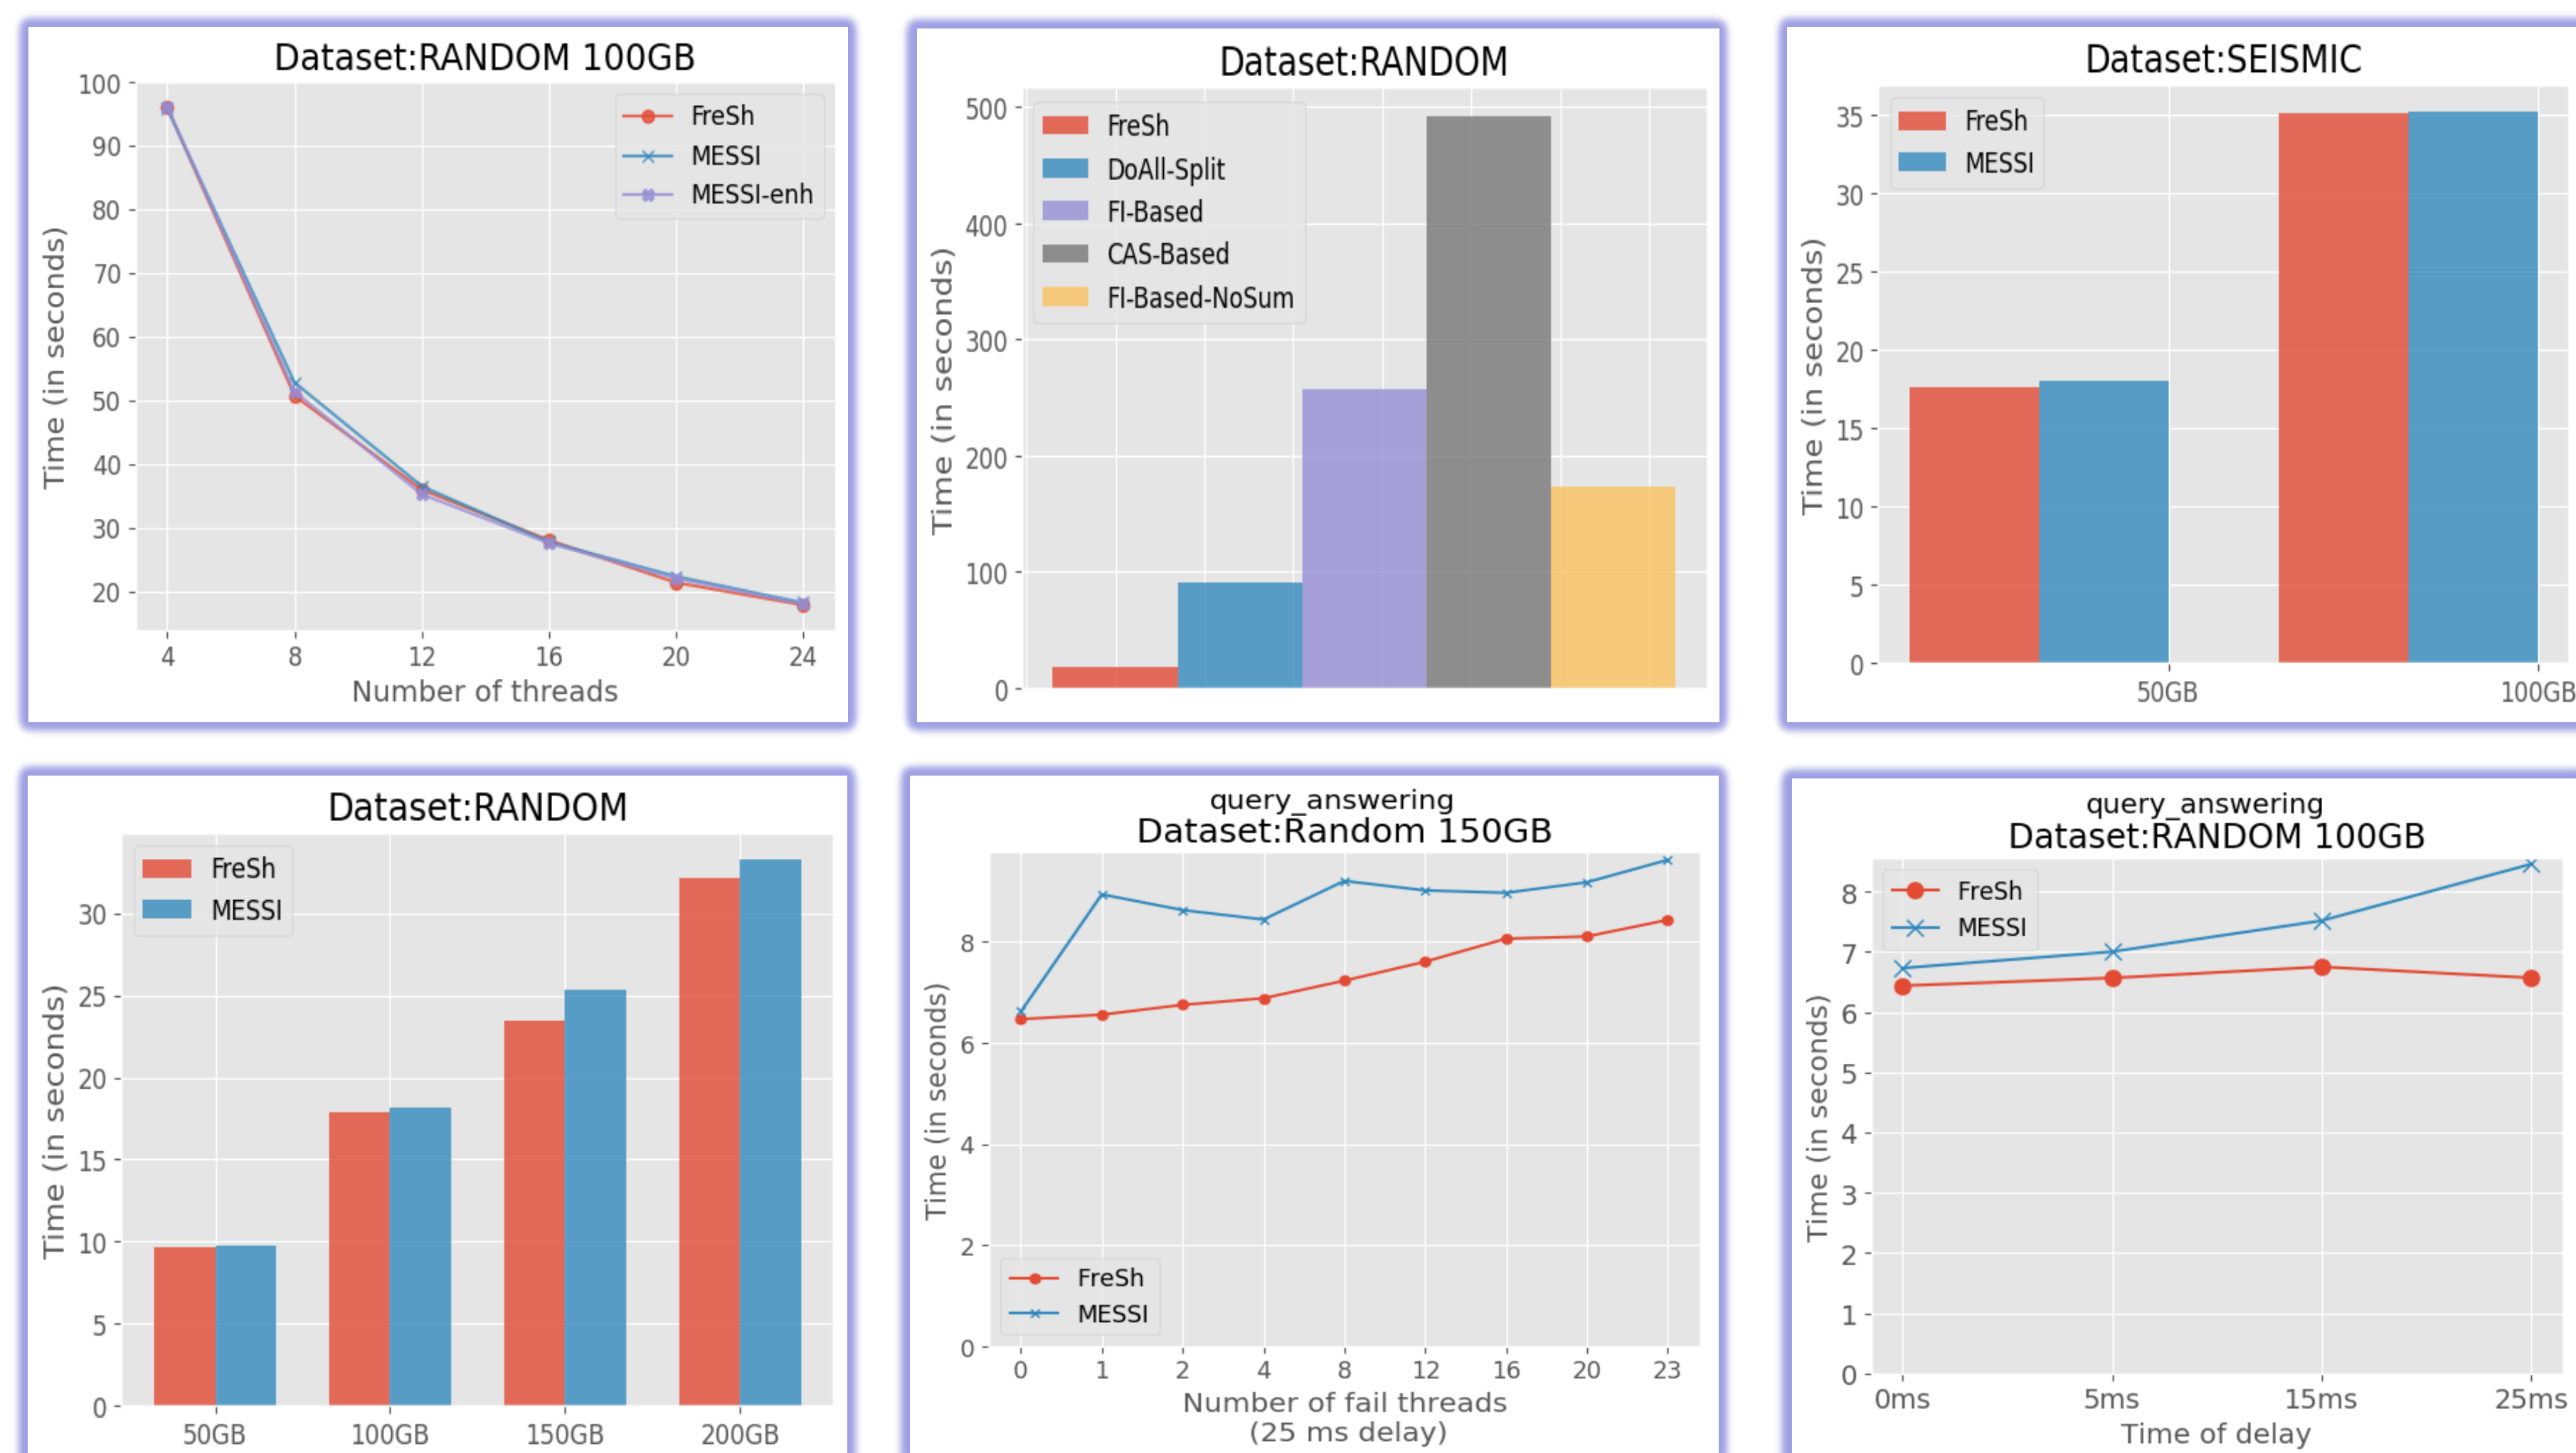 Dataset:RANDOM 100GB
Time (in seconds)
100
90
80
70
60
50
40
30
20
FreSh
MESSI
MESSI-enh
4 8 12 16 20 24
Number of threads
Dataset:RANDOM
Time (in seconds)
500
400
300
200
100
0
FreSh
DoAll-Split
FI-Based
CAS-Based
FI-Based-NoSum
Dataset:SEISMIC
Time (in seconds)
35
30
25
20
15
10
5
0
FreSh
MESSI
50GB 100GB
Dataset:RANDOM
Time (in seconds)
30
25
20
15
10
5
0
FreSh
MESSI
50GB 100GB 150GB 200GB
query_answering
Dataset:Random 150GB
Time (in seconds)
8
6
4
2
0
FreSh
MESSI
0 1 2 4 8 12 16 20 23
Number of fail threads
(25 ms delay)
query_answering
Dataset:RANDOM 100GB
Time (in seconds)
8
7
6
5
4
3
2
1
0
FreSh
MESSI
0ms 5ms 15ms 25ms
Time of delay